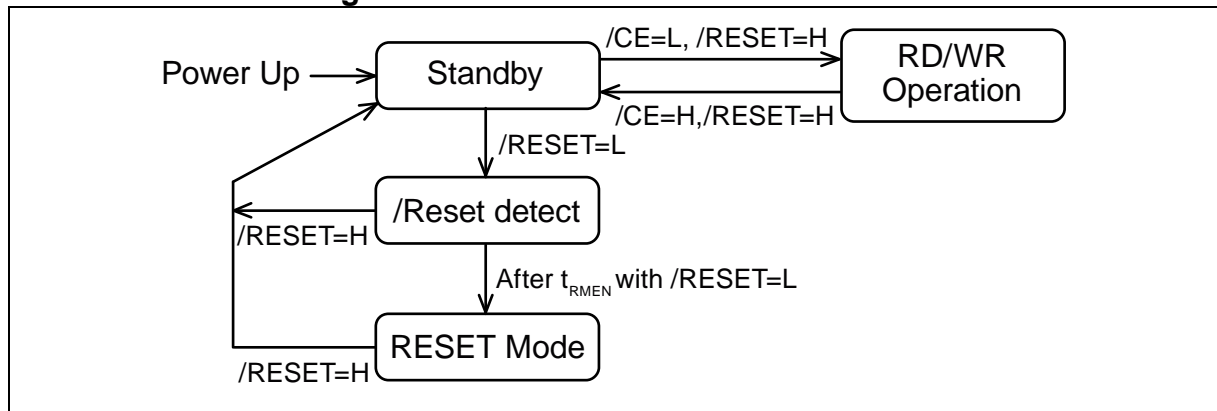 g
/CE=L, /RESET=H
RD/WR
Operation
Power Up
Standby
/CE=H,/RESET=H
/RESET=L
/Reset detect
/RESET=H
After tRMEN with /RESET=L
RESET Mode
/RESET=H